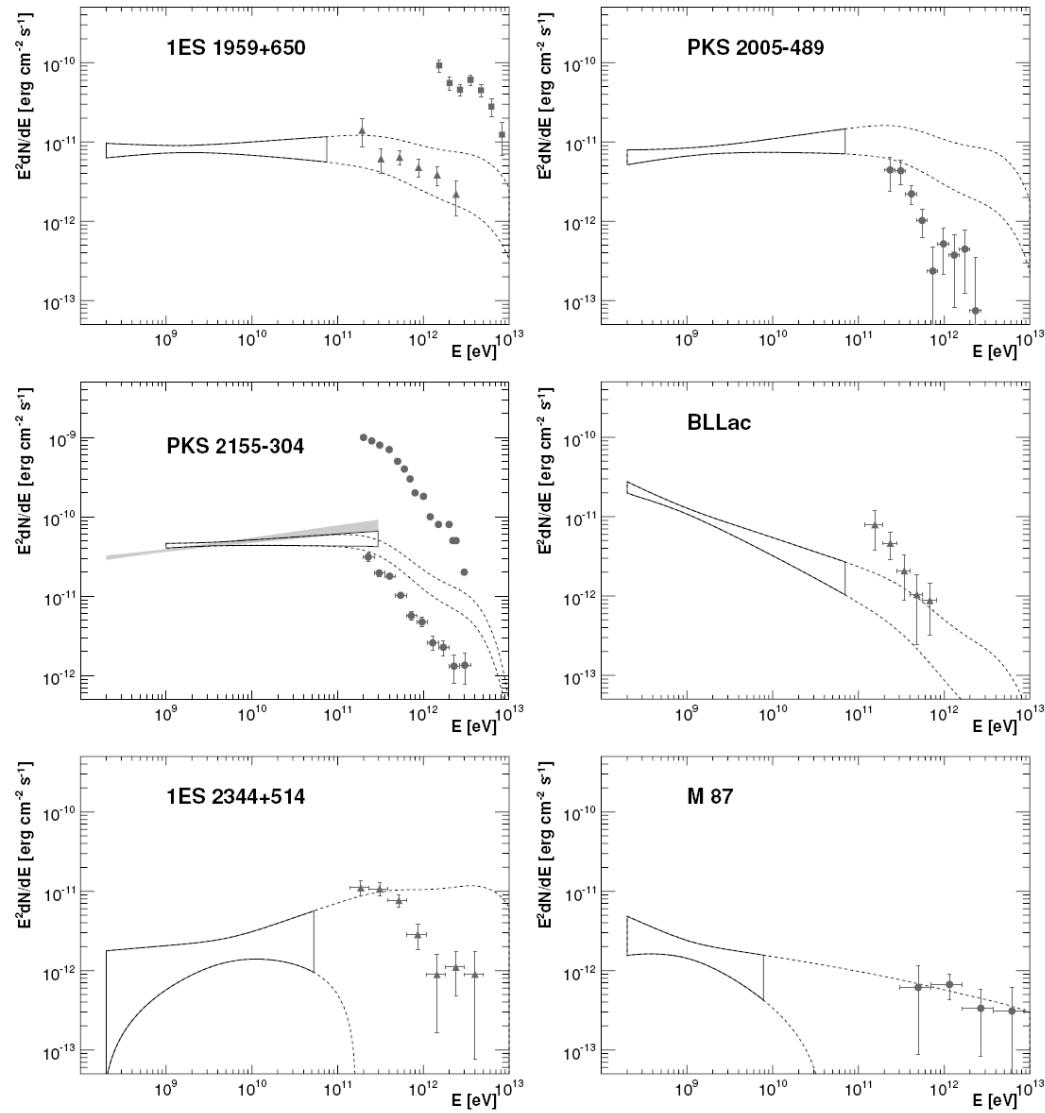 1ES 1959+650
E²dN/dE [erg cm⁻² s⁻¹]
10⁻¹⁰
10⁻¹¹
10⁻¹²
10⁻¹³
10⁹ 10¹⁰ 10¹¹ 10¹² 10¹³
E [eV]
PKS 2005-489
E²dN/dE [erg cm⁻² s⁻¹]
10⁻¹⁰
10⁻¹¹
10⁻¹²
10⁻¹³
10⁹ 10¹⁰ 10¹¹ 10¹² 10¹³
E [eV]
PKS 2155-304
E²dN/dE [erg cm⁻² s⁻¹]
10⁻⁹
10⁻¹⁰
10⁻¹¹
10⁻¹²
10⁹ 10¹⁰ 10¹¹ 10¹² 10¹³
E [eV]
BLLac
E²dN/dE [erg cm⁻² s⁻¹]
10⁻¹⁰
10⁻¹¹
10⁻¹²
10⁻¹³
10⁹ 10¹⁰ 10¹¹ 10¹² 10¹³
E [eV]
1ES 2344+514
E²dN/dE [erg cm⁻² s⁻¹]
10⁻¹⁰
10⁻¹¹
10⁻¹²
10⁻¹³
10⁹ 10¹⁰ 10¹¹ 10¹² 10¹³
E [eV]
M 87
E²dN/dE [erg cm⁻² s⁻¹]
10⁻¹⁰
10⁻¹¹
10⁻¹²
10⁻¹³
10⁹ 10¹⁰ 10¹¹ 10¹² 10¹³
E [eV]